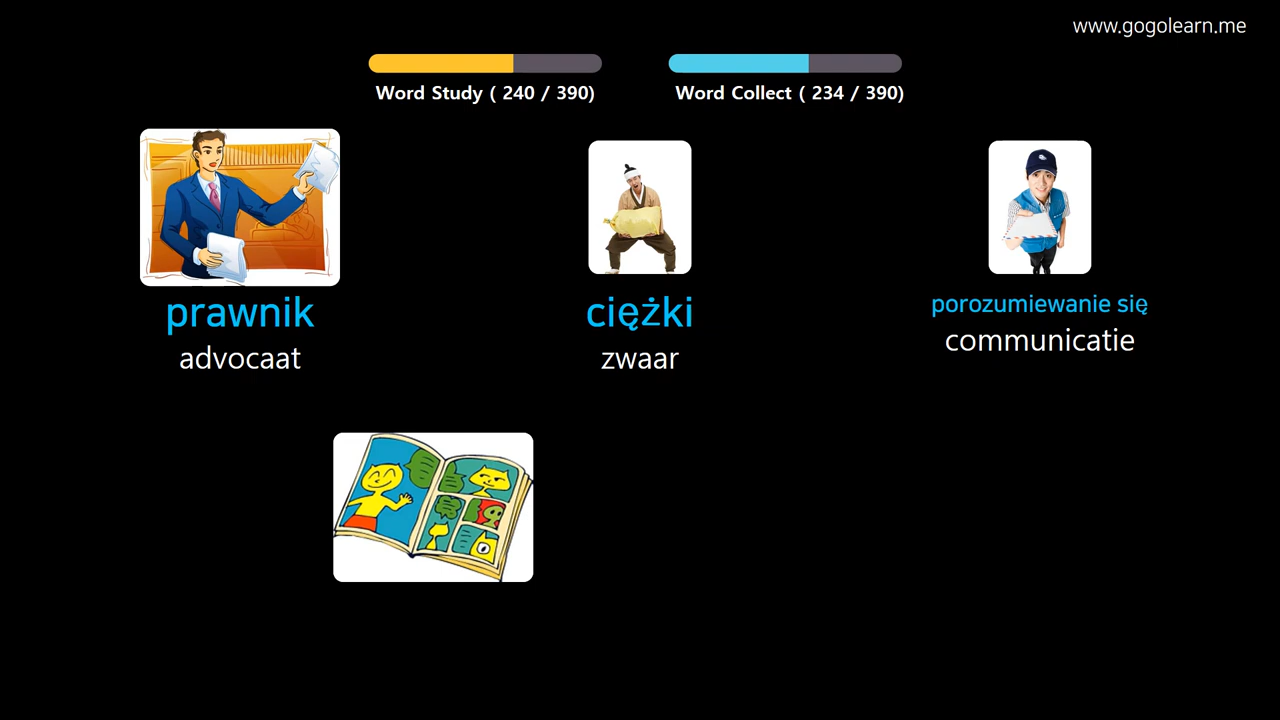 www.gogolearn.me
Word Study ( 240 / 390)
Word Collect ( 234 / 390)
prawnik
advocaat
ciężki
zwaar
porozumiewanie się
communicatie